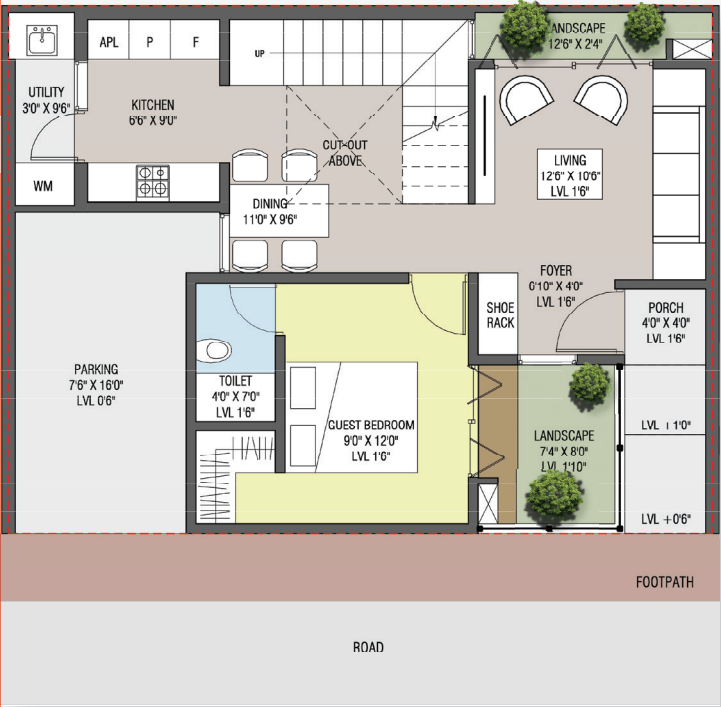 LANDSCAPE
12'6" X 2'4"
APL P F
UP
UTILITY
3'0" X 9'6"
KITCHEN
6'6" X 9'0"
CUT-OUT
ABOVE
LIVING
12'6" X 10'6"
LVL 1'6"
WM
DINING
11'0" X 9'6"
FOYER
6'10" X 4'0"
LVL 1'6"
SHOE
RACK
PORCH
4'0" X 4'0"
LVL 1'6"
PARKING
7'6" X 16'0"
LVL 0'6"
TOILET
4'0" X 7'0"
LVL 1'6"
GUEST BEDROOM
9'0" X 12'0"
LVL 1'6"
LANDSCAPE
7'4" X 8'0"
LVL 1'10"
LVL +1'0"
LVL +0'6"
FOOTPATH
ROAD